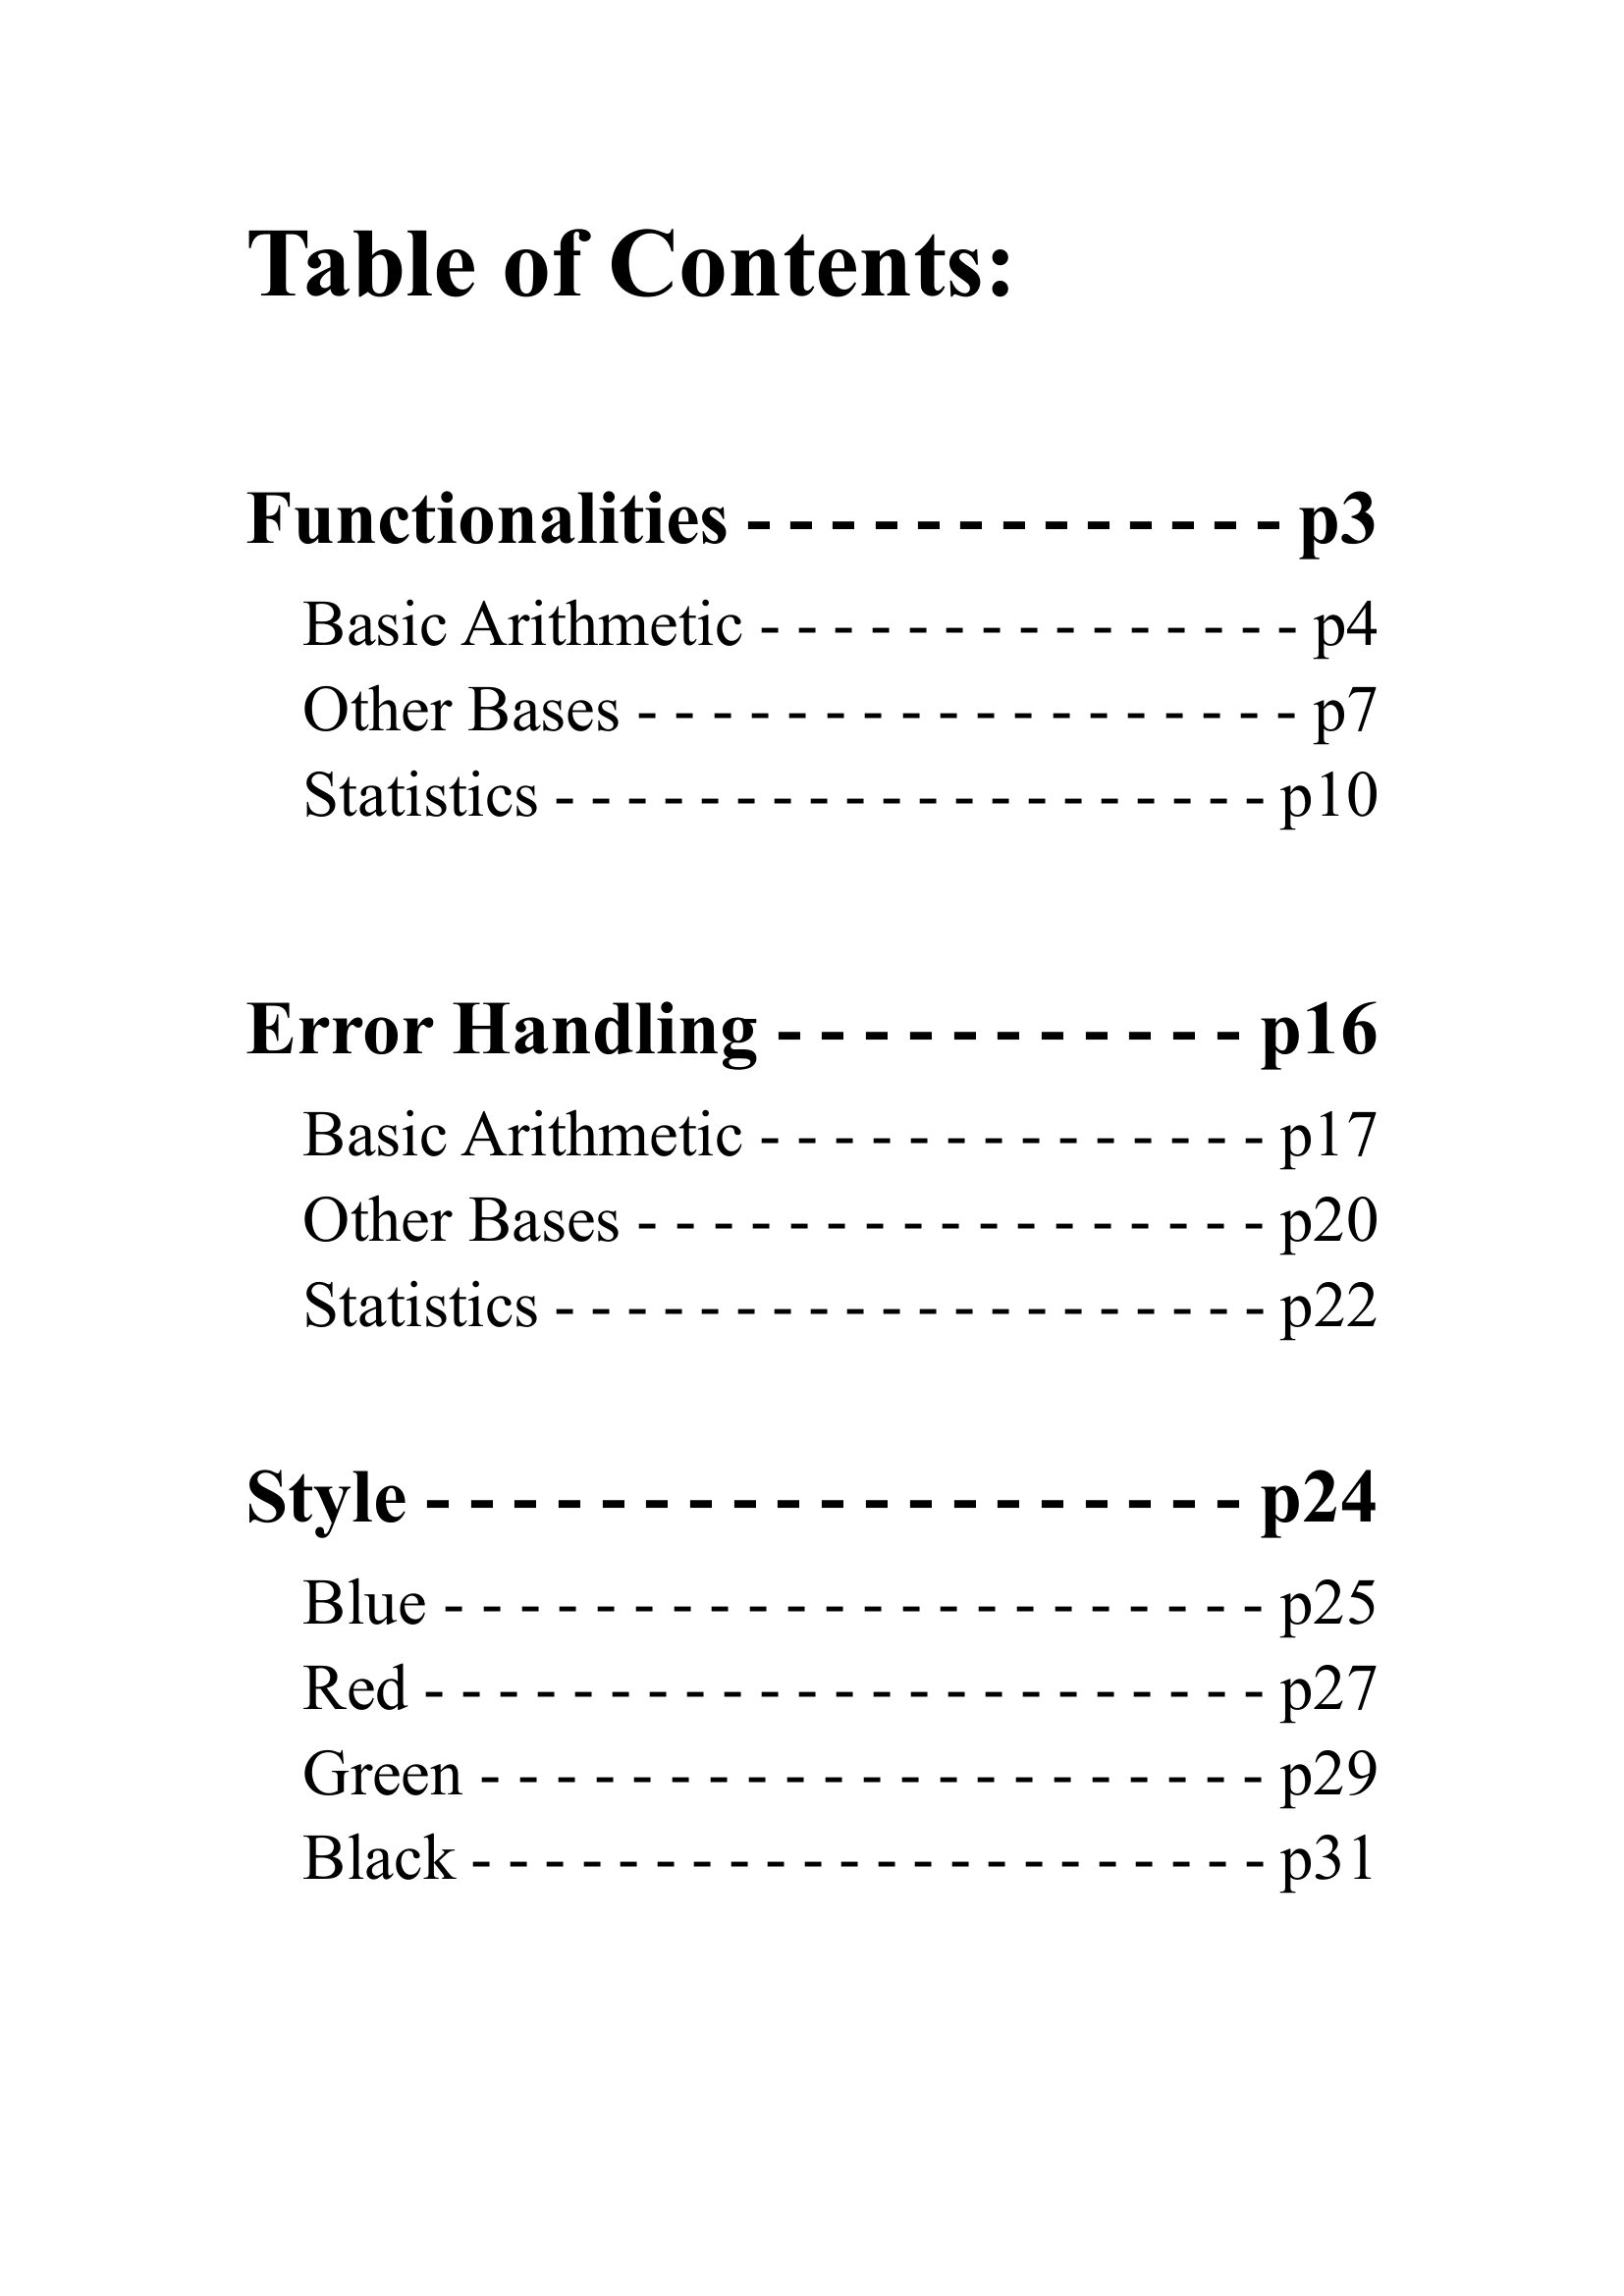 Table of Contents:
Functionalities - - - - - - - - - - - - - p3
Basic Arithmetic - - - - - - - - - - - - - - - p4
Other Bases - - - - - - - - - - - - - - - - - - p7
Statistics - - - - - - - - - - - - - - - - - - - - p10
Error Handling - - - - - - - - - - - p16
Basic Arithmetic - - - - - - - - - - - - - - p17
Other Bases - - - - - - - - - - - - - - - - - p20
Statistics - - - - - - - - - - - - - - - - - - - - p22
Style - - - - - - - - - - - - - - - - - - - p24
Blue - - - - - - - - - - - - - - - - - - - - - - p25
Red - - - - - - - - - - - - - - - - - - - - - - - p27
Green - - - - - - - - - - - - - - - - - - - - - p29
Black - - - - - - - - - - - - - - - - - - - - - - p31